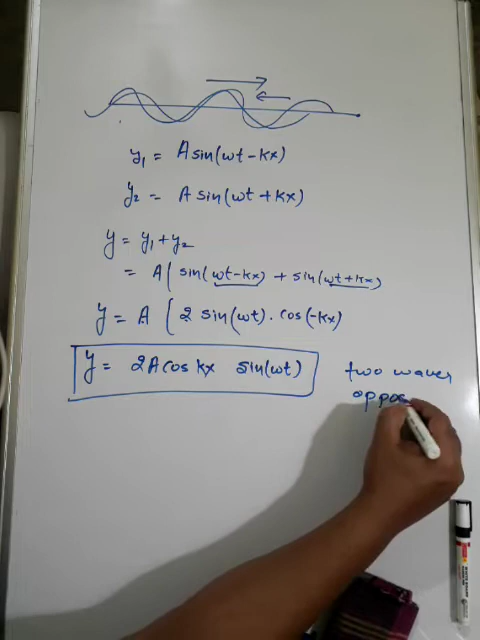 y₁ = A sin(ωt - kx)
y₂ = A sin(ωt + kx)
y = y₁ + y₂
= A[ sin(ωt-kx) + sin(ωt+kx)
y = A [ 2 sin(ωt). cos(-kx)
y = 2A cos kx sin(ωt)
two waves
oppos